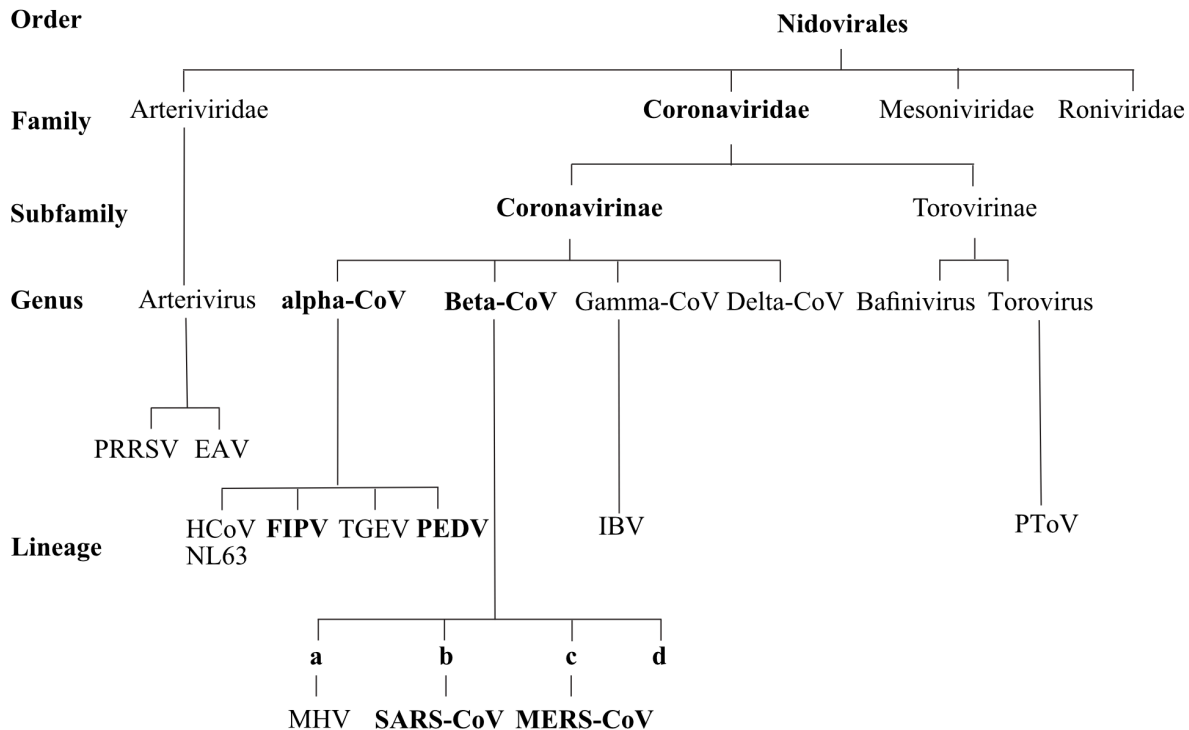 Order
Nidovirales
Family
Arteriviridae
Coronaviridae
Mesoniviridae
Roniviridae
Subfamily
Coronavirinae
Torovirinae
Genus
Arterivirus
alpha-CoV
Beta-CoV
Gamma-CoV
Delta-CoV
Bafinivirus
Torovirus
PRRSV
EAV
Lineage
HCoV
NL63
FIPV
TGEV
PEDV
IBV
PToV
a
b
c
d
MHV
SARS-CoV
MERS-CoV